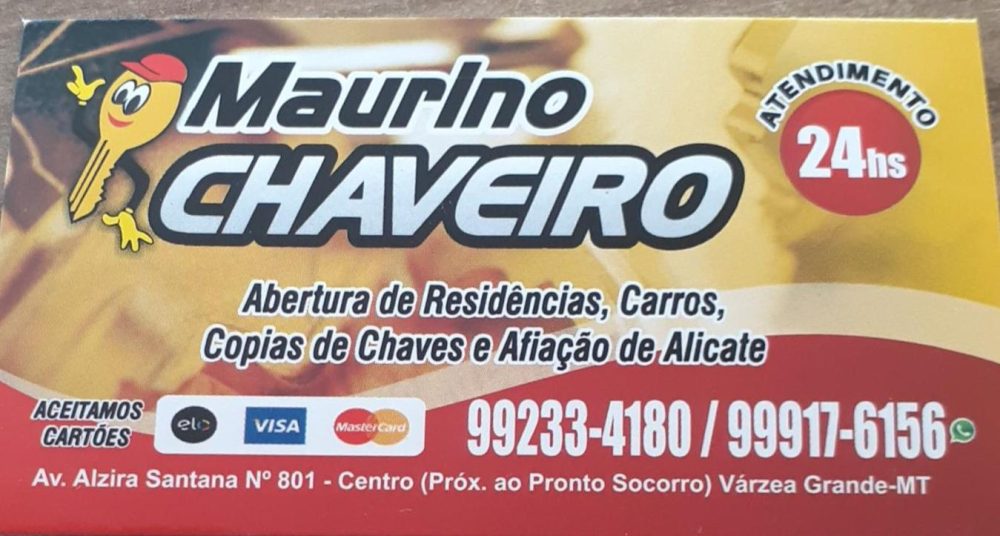 Maurino
CHAVEIRO
ATENDIMENTO
24hs
Abertura de Residências, Carros,
Copias de Chaves e Afiação de Alicate
ACEITAMOS
CARTÕES
elo
VISA
MasterCard
99233-4180 / 99917-6156
Av. Alzira Santana Nº 801 - Centro (Próx. ao Pronto Socorro) Várzea Grande-MT